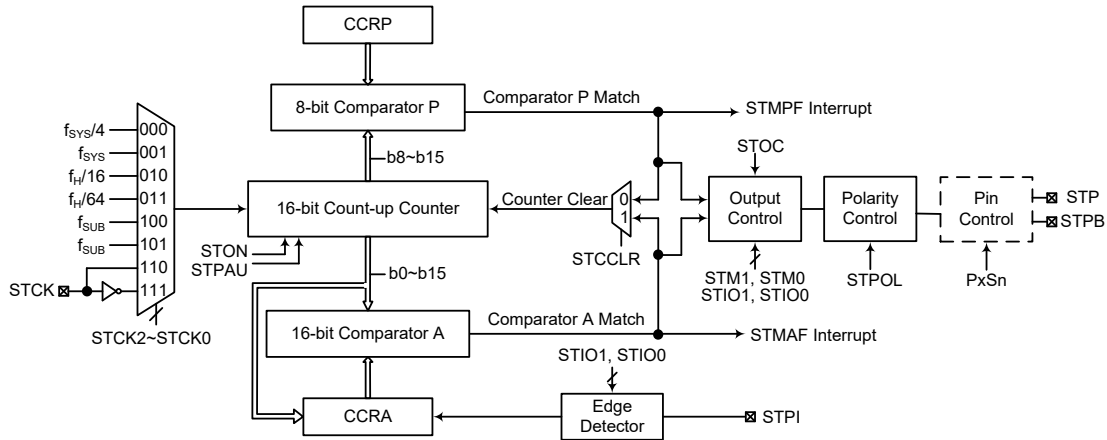 CCRP
8-bit Comparator P
Comparator P Match
STMPF Interrupt
fSYS/4
000
fSYS
001
fH/16
010
fH/64
011
fSUB
100
fSUB
101
110
STCK
111
STCK2~STCK0
b8~b15
16-bit Count-up Counter
STON
STPAU
Counter Clear
0
1
STCCLR
STOC
Output
Control
STM1, STM0
STIO1, STIO0
Polarity
Control
STPOL
Pin
Control
PxSn
STP
STPB
b0~b15
16-bit Comparator A
Comparator A Match
STMAF Interrupt
STIO1, STIO0
CCRA
Edge
Detector
STPI